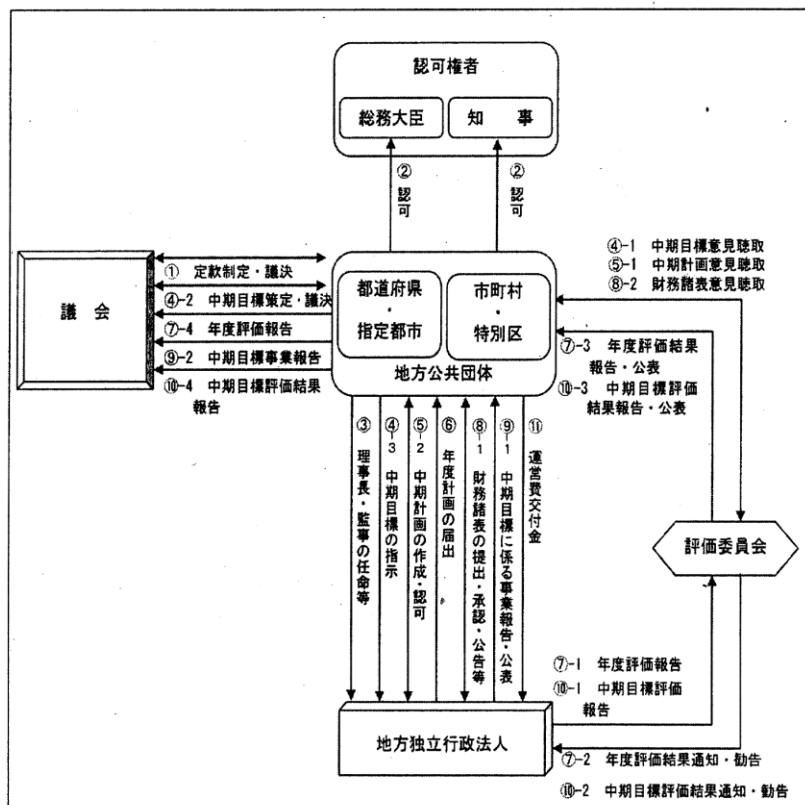 認可権者
総務大臣
知 事
②認可
②認可
議 会
① 定款制定・議決
④-2 中期目標策定・議決
⑦-4 年度評価報告
⑨-2 中期目標事業報告
⑩-4 中期目標評価結果
報告
都道府県
・
指定都市
市町村
・
特別区
地方公共団体
④-1 中期目標意見聴取
⑤-1 中期計画意見聴取
⑧-2 財務諸表意見聴取
⑦-3 年度評価結果
報告・公表
⑩-3 中期目標評価
結果報告・公表
③ 理事長・監事の任命等
④-3 中期目標の指示
⑤-2 中期計画の作成・認可
⑥ 年度計画の届出
⑧-1 財務諸表の提出・承認・公告等
⑨-1 中期目標に係る事業報告・公表
⑪ 運営費交付金
評価委員会
⑦-1 年度評価報告
⑩-1 中期目標評価
報告
地方独立行政法人
⑦-2 年度評価結果通知・勧告
⑩-2 中期目標評価結果通知・勧告